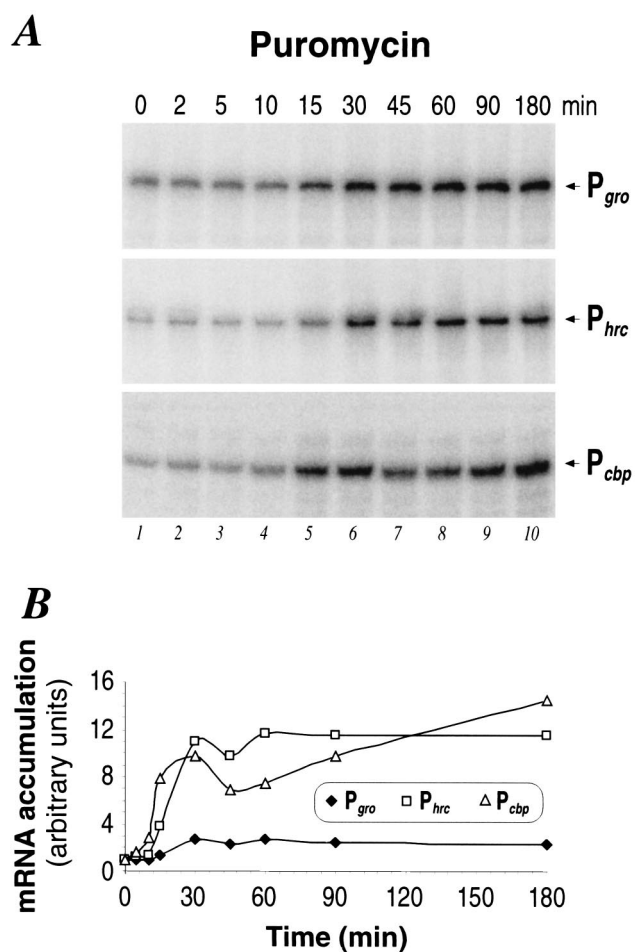 A
Puromycin
0 2 5 10 15 30 45 60 90 180 min
Pgro
Phrc
Pcbp
1 2 3 4 5 6 7 8 9 10
B
mRNA accumulation
(arbitrary units)
16
12
8
4
0
Pgro Phrc Pcbp
0 30 60 90 120 150 180
Time (min)